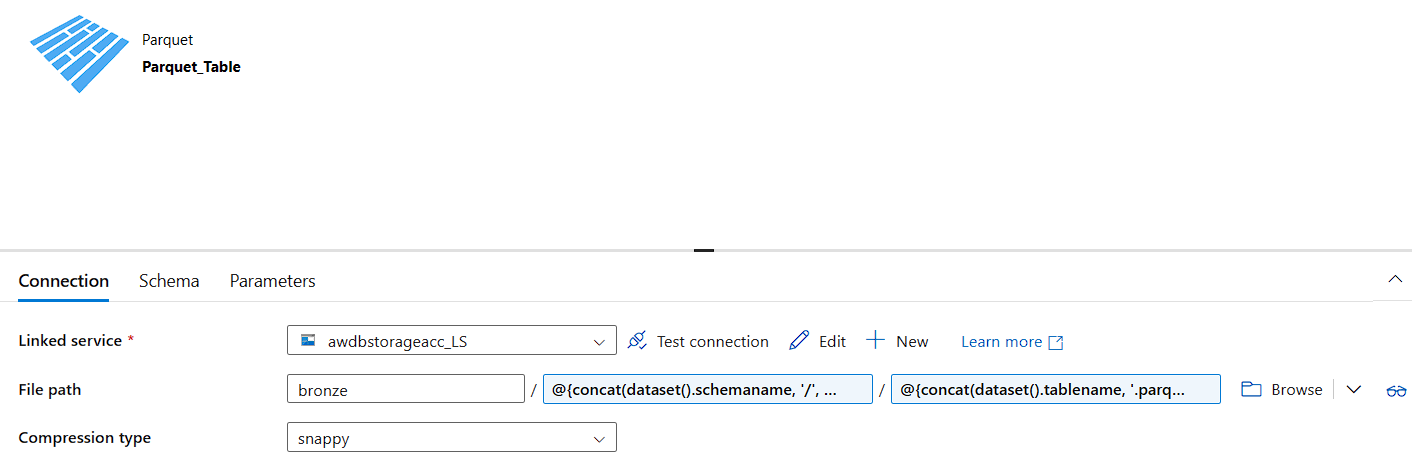 Parquet
Parquet_Table
Connection Schema Parameters
Linked service * awdbstorageacc_LS Test connection Edit New Learn more
File path bronze / @{concat(dataset().schemaname, '/', ... / @{concat(dataset().tablename, '.parq... Browse
Compression type snappy